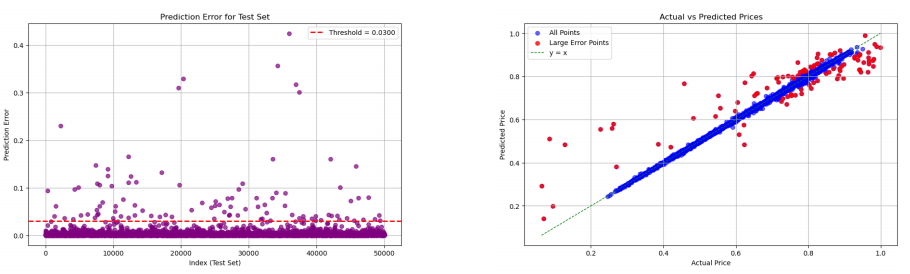 Prediction Error for Test Set
Threshold = 0.0300
Prediction Error
0.4
0.3
0.2
0.1
0.0
0
10000
20000
30000
40000
50000
Index (Test Set)
Actual vs Predicted Prices
All Points
Large Error Points
y = x
Predicted Price
1.0
0.8
0.6
0.4
0.2
0.2
0.4
0.6
0.8
1.0
Actual Price